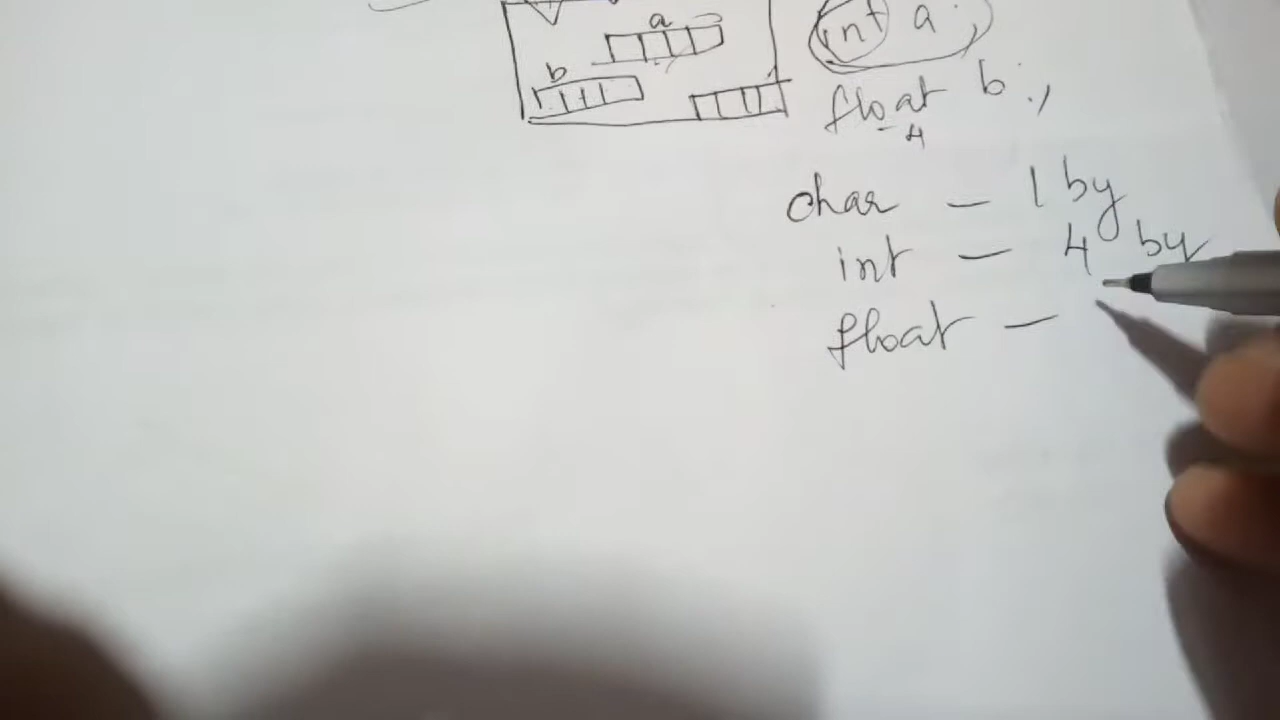 a
int a ;
b
float b ;
4
char - 1 by
int - 4 by
float -